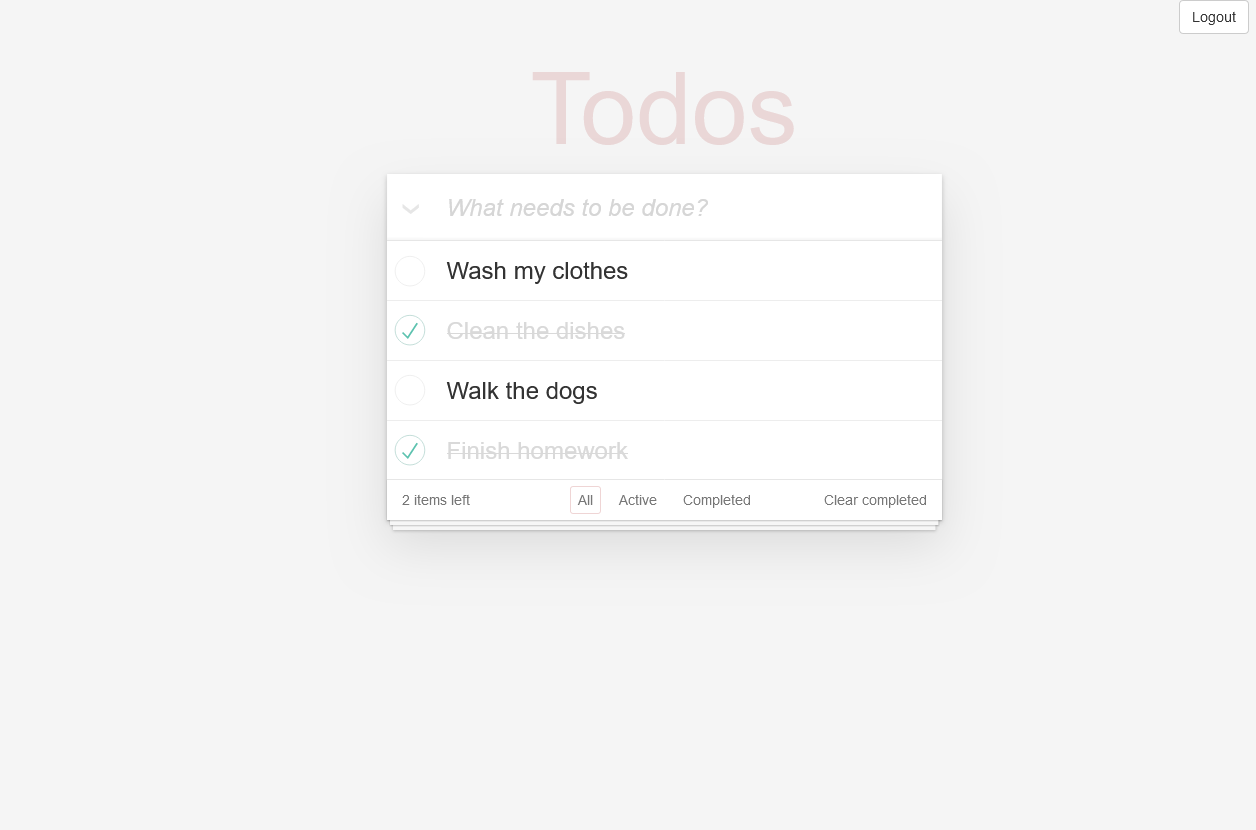 Logout
Todos
What needs to be done?
Wash my clothes
Clean the dishes
Walk the dogs
Finish homework
2 items left All Active Completed Clear completed